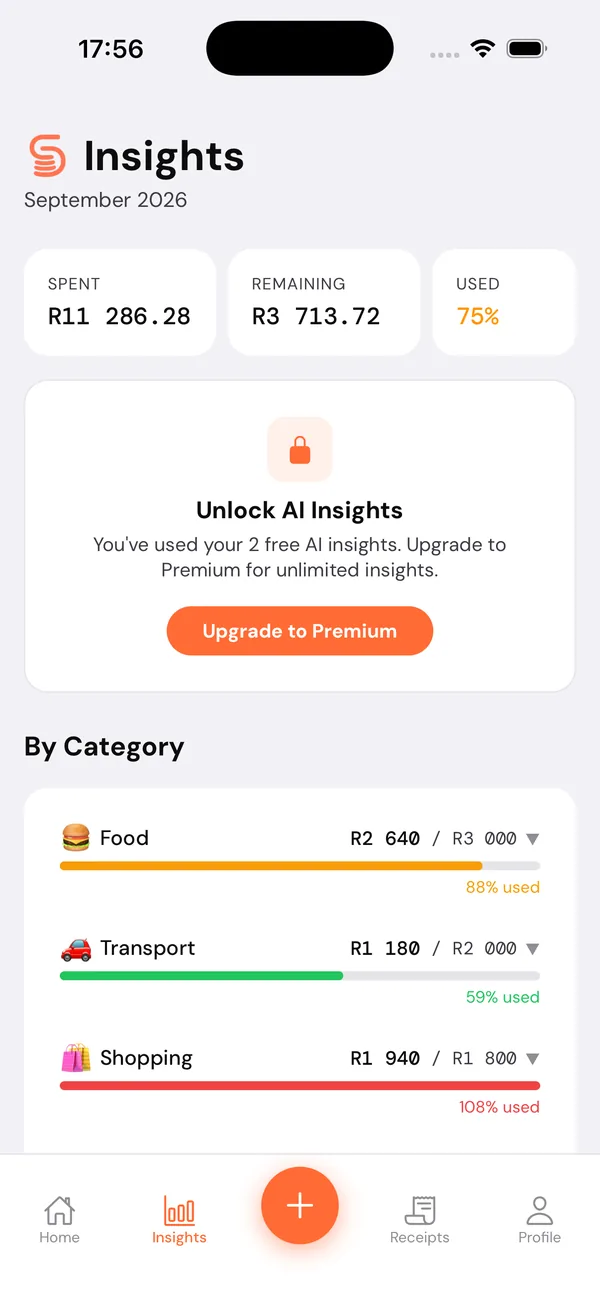 17:56
Insights
September 2026
SPENT
R11 286.28
REMAINING
R3 713.72
USED
75%
Unlock AI Insights
You've used your 2 free AI insights. Upgrade to
Premium for unlimited insights.
Upgrade to Premium
By Category
Food
R2 640 / R3 000 ▼
88% used
Transport
R1 180 / R2 000 ▼
59% used
Shopping
R1 940 / R1 800 ▼
108% used
Home
Insights
Receipts
Profile